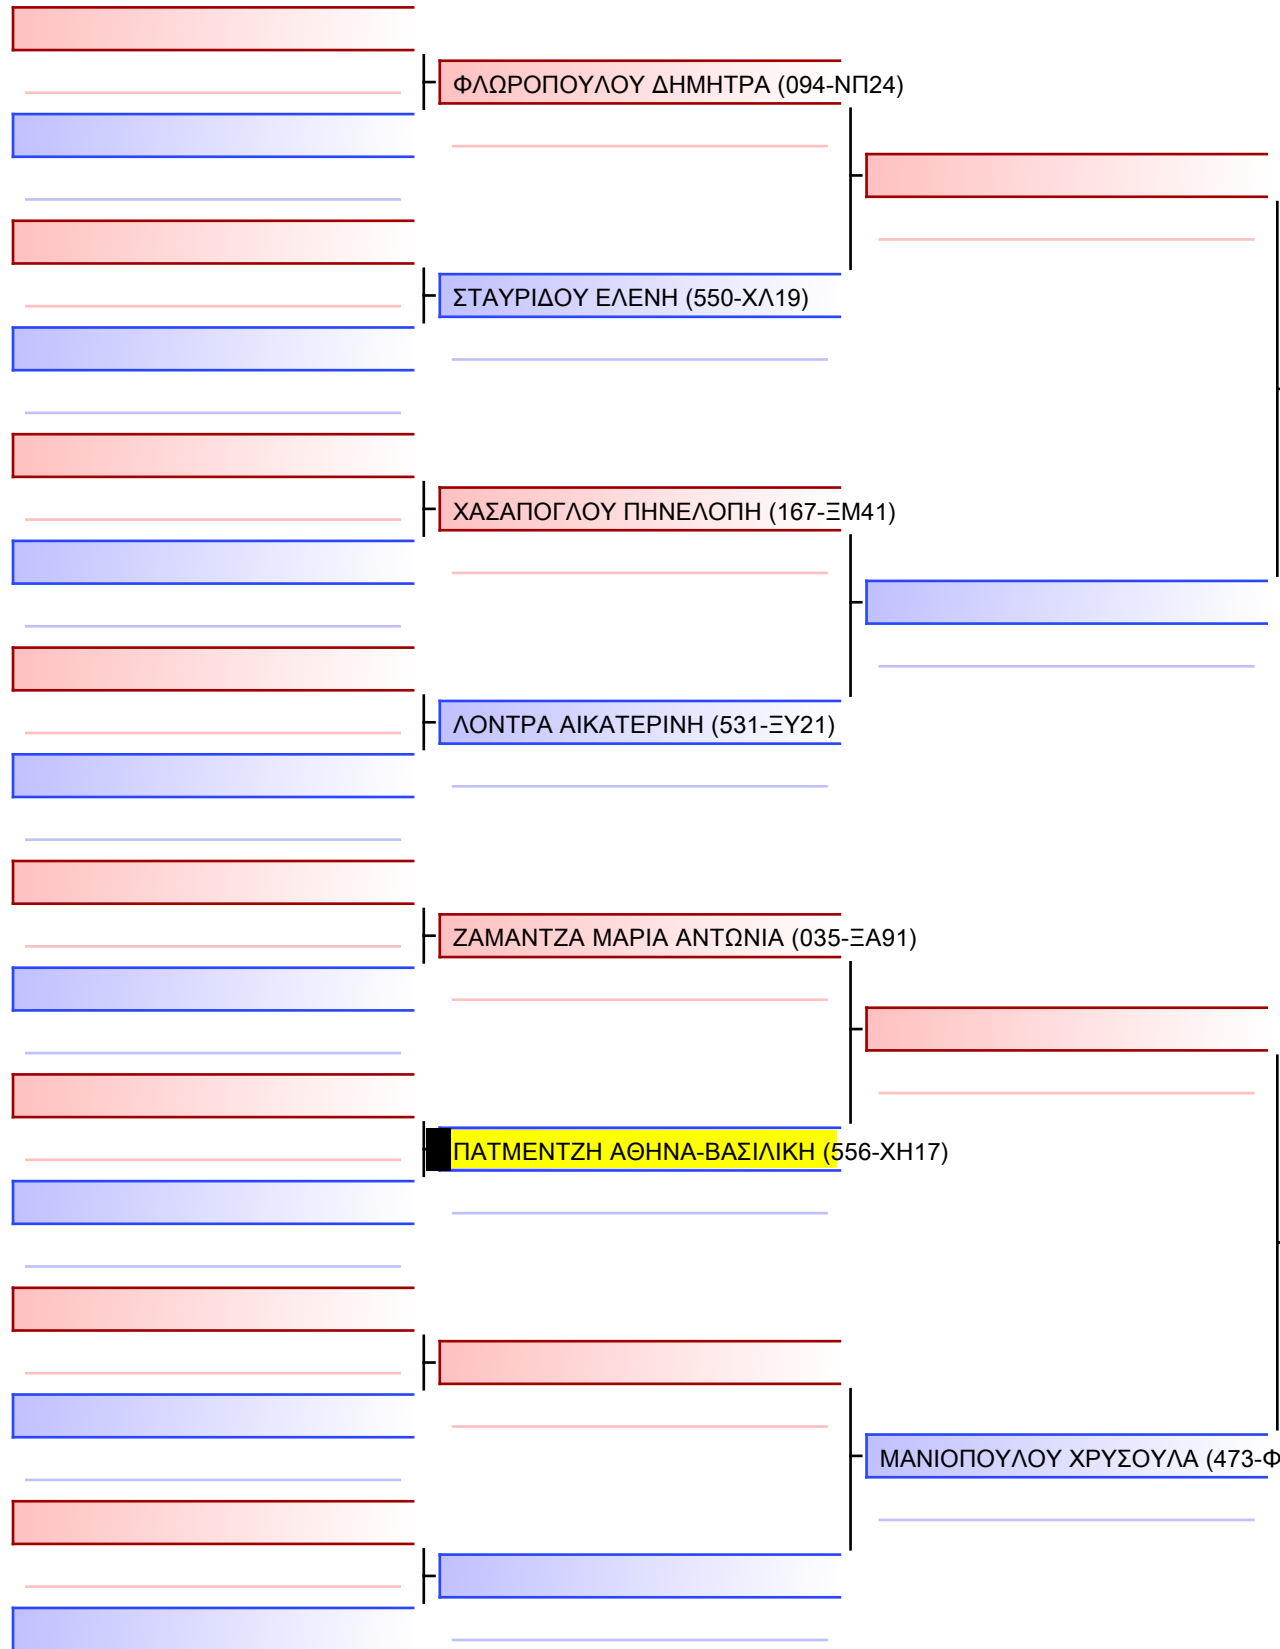 ΦΛΩΡΟΠΟΥΛΟΥ ΔΗΜΗΤΡΑ (094-ΝΠ24)
ΣΤΑΥΡΙΔΟΥ ΕΛΕΝΗ (550-ΧΛ19)
ΧΑΣΑΠΟΓΛΟΥ ΠΗΝΕΛΟΠΗ (167-ΞΜ41)
ΛΟΝΤΡΑ ΑΙΚΑΤΕΡΙΝΗ (531-ΞΥ21)
ΖΑΜΑΝΤΖΑ ΜΑΡΙΑ ΑΝΤΩΝΙΑ (035-ΞΑ91)
ΠΑΤΜΕΝΤΖΗ ΑΘΗΝΑ-ΒΑΣΙΛΙΚΗ (556-ΧΗ17)
ΜΑΝΙΟΠΟΥΛΟΥ ΧΡΥΣΟΥΛΑ (473-Φ